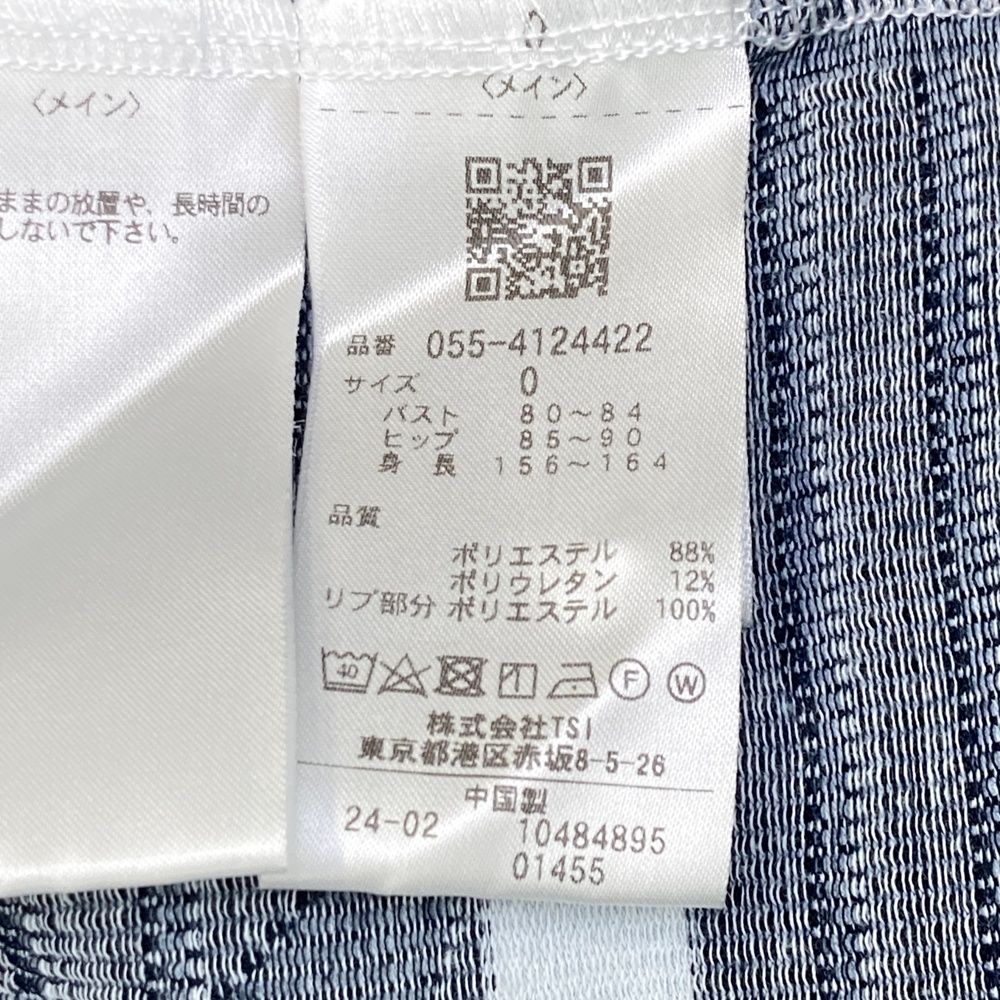 〈メイン〉
ままの放置や、長時間の
しないで下さい。
0
〈メイン〉
品番 055-4124422
サイズ 0
バスト 80～84
ヒップ 85～90
身長 156～164
品質
ポリエステル 88%
ポリウレタン 12%
リブ部分 ポリエステル 100%
40
F W
株式会社TSI
東京都港区赤坂8-5-26
中国製
24-02 10484895
01455